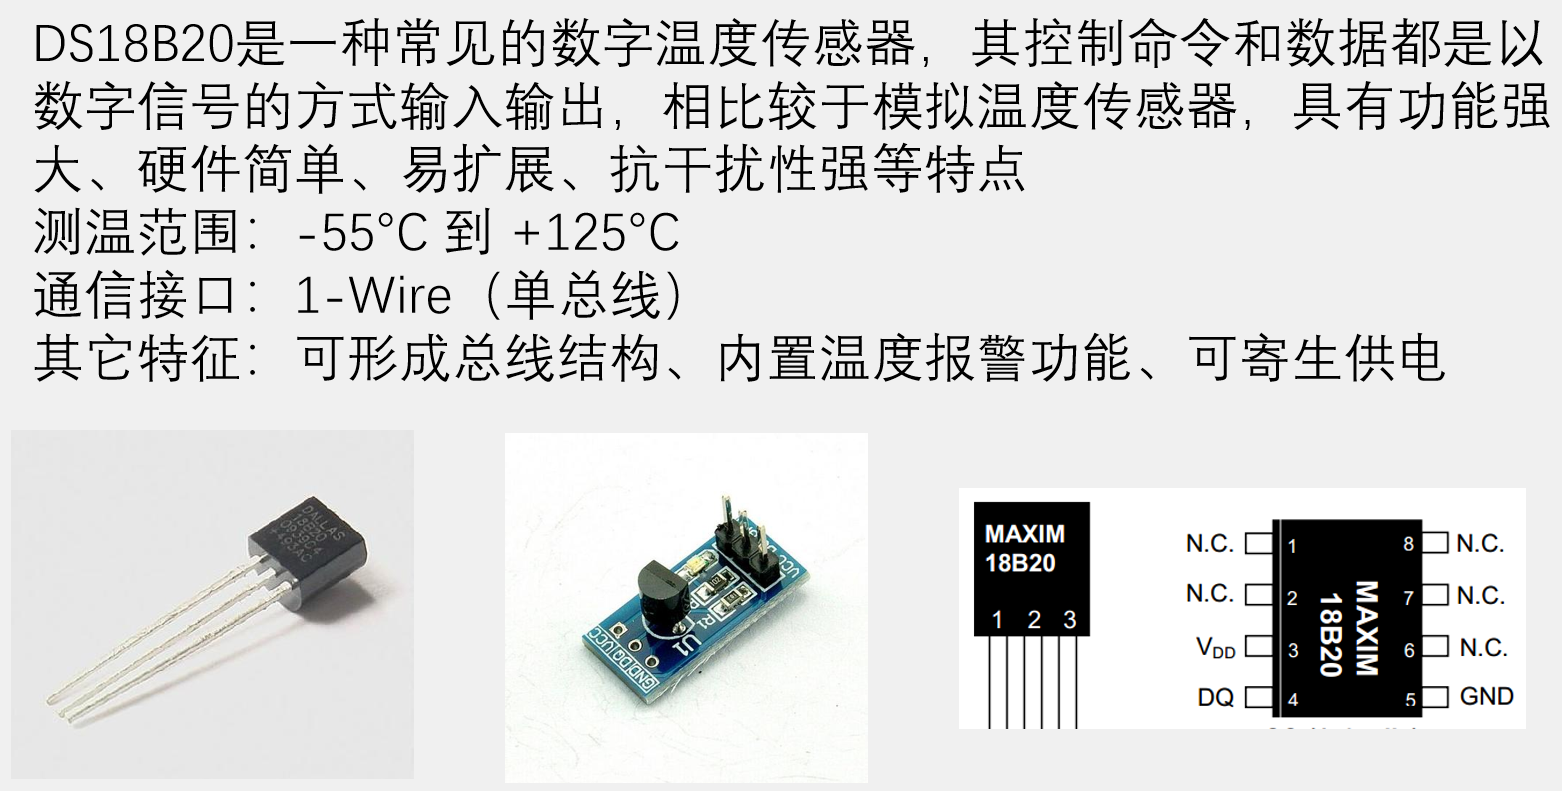 DS18B20是一种常见的数字温度传感器，其控制命令和数据都是以
数字信号的方式输入输出，相比较于模拟温度传感器，具有功能强
大、硬件简单、易扩展、抗干扰性强等特点
测温范围：-55°C 到 +125°C
通信接口：1-Wire（单总线）
其它特征：可形成总线结构、内置温度报警功能、可寄生供电
DALLAS
18B20
VCC
R1
U1
GND DQ VCC
MAXIM
18B20
1 2 3
N.C. 1 8 N.C.
N.C. 2 7 N.C.
VDD 3 6 N.C.
DQ 4 5 GND
MAXIM
18B20